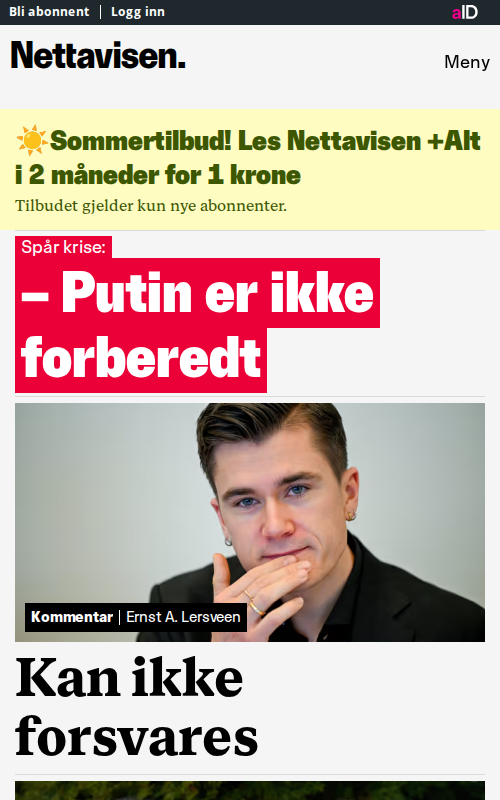 Bli abonnent | Logg inn
aID
Nettavisen.
Meny
☀️Sommertilbud! Les Nettavisen +Alt
i 2 måneder for 1 krone
Tilbudet gjelder kun nye abonnenter.
Spår krise:
– Putin er ikke
forberedt
Kommentar | Ernst A. Lersveen
Kan ikke
forsvares